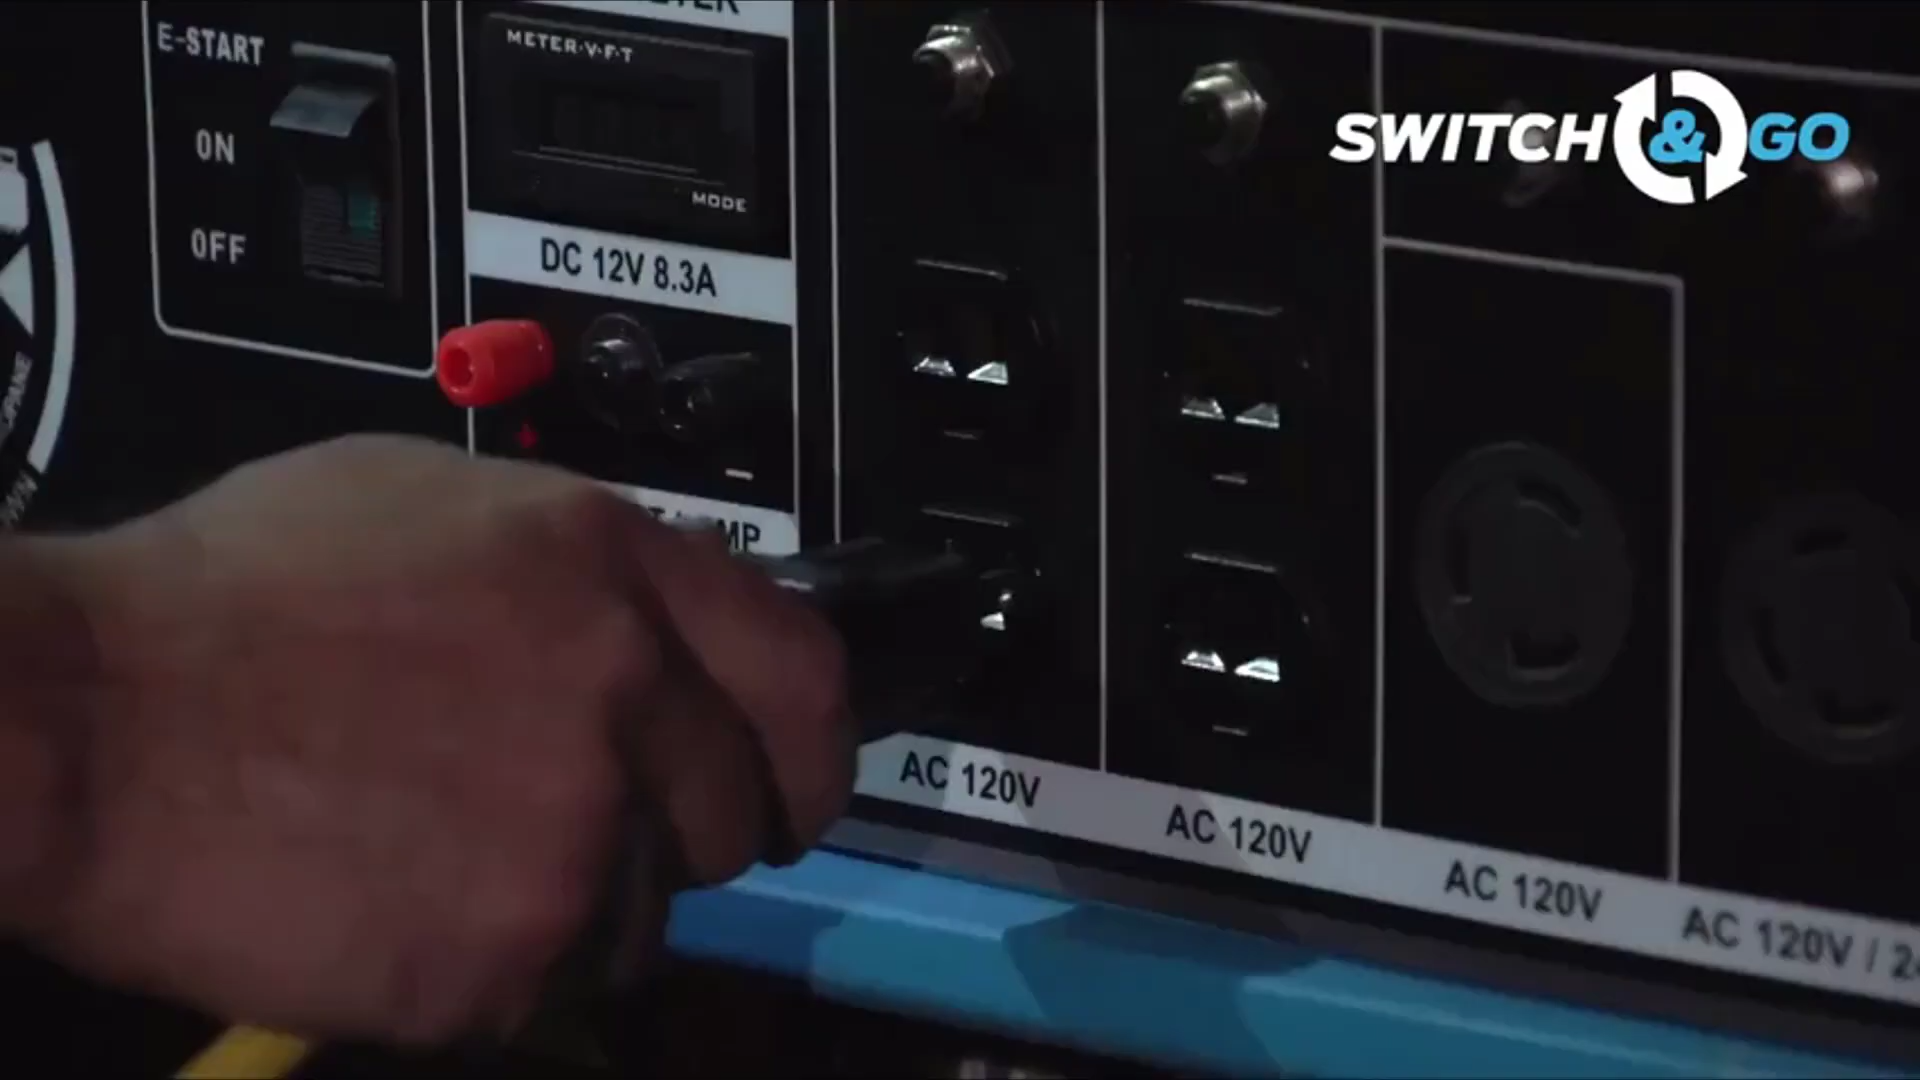 E-START
ON
OFF
METER·V·F·T
MODE
DC 12V 8.3A
SWITCH & GO
AC 120V
AC 120V
AC 120V
AC 120V /